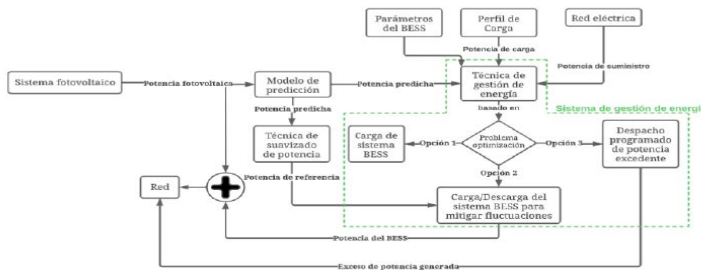 Parámetros
del BESS
Perfil de
Carga
Red eléctrica
Potencia de carga
Potencia de suministro
Sistema fotovoltaico
Potencia fotovoltaica
Modelo de
predicción
Potencia predicha
Técnica de
gestión de
energía
Sistema de gestión de energí
Potencia predicha
basado en
Técnica de
suavizado de
potencia
Carga de
sistema
BESS
Opción 1
Problema
optimización
Opción 3
Despacho
programado
de potencia
excedente
Opción 2
Potencia de referencia
Red
Carga/Descarga del
sistema BESS para
mitigar fluctuaciones
Potencia del BESS
Exceso de potencia generada